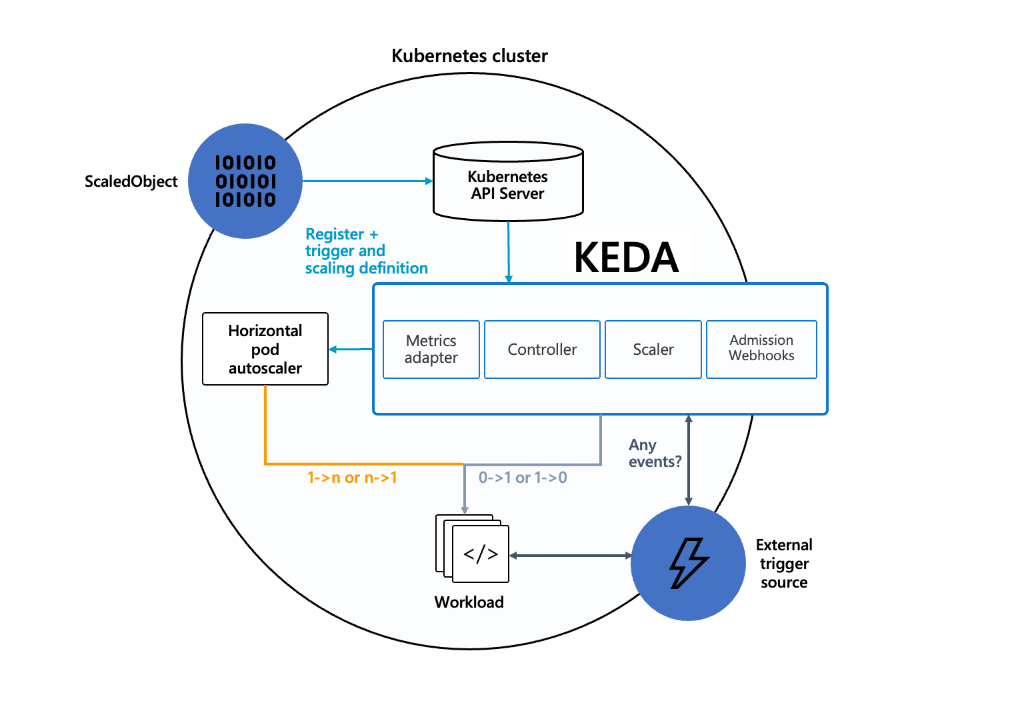 Kubernetes cluster
101010
010101
101010
ScaledObject
Kubernetes
API Server
Register +
trigger and
scaling definition
KEDA
Horizontal
pod
autoscaler
Metrics
adapter
Controller
Scaler
Admission
Webhooks
Any
events?
1->n or n->1
0->1 or 1->0
</>
Workload
External
trigger
source